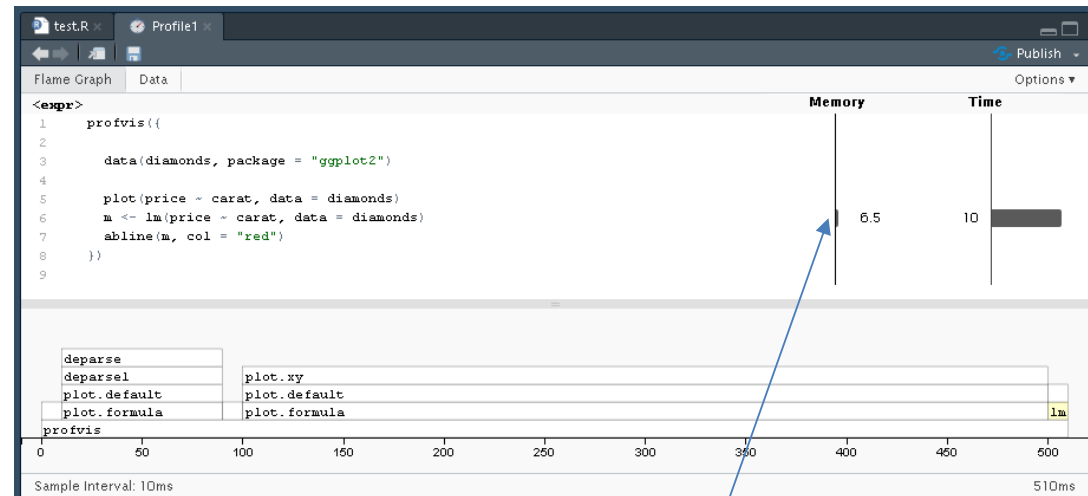 test.R × Profile1 ×
Publish
Flame Graph Data Options ▼
<expr> Memory Time
1 profvis({
2
3 data(diamonds, package = "ggplot2")
4
5 plot(price ~ carat, data = diamonds)
6 m <- lm(price ~ carat, data = diamonds) 6.5 10
7 abline(m, col = "red")
8 })
9
deparse
deparse1 plot.xy
plot.default plot.default
plot.formula plot.formula lm
profvis
0 50 100 150 200 250 300 350 400 450 500
Sample Interval: 10ms 510ms